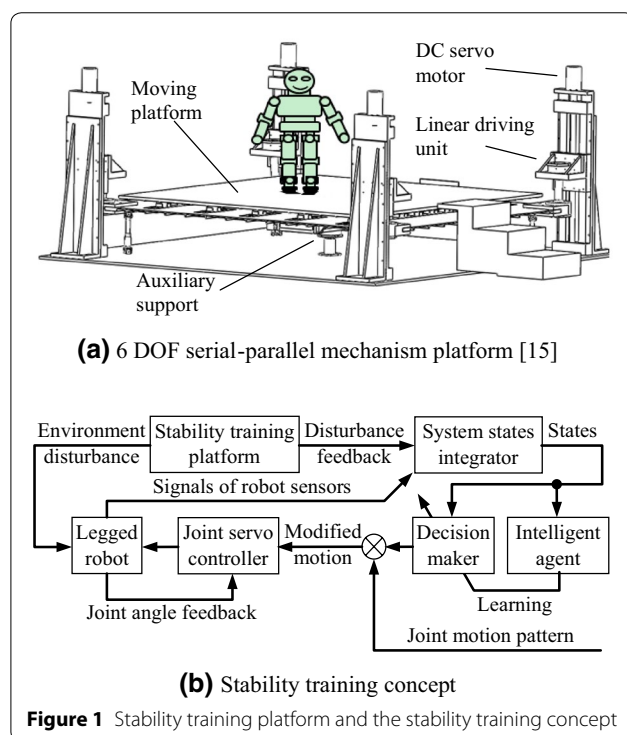 DC servo
motor
Moving
platform
Linear driving
unit
Auxiliary
support
(a) 6 DOF serial-parallel mechanism platform [15]
Environment
disturbance
Stability training
platform
Disturbance
feedback
System states
integrator
States
Signals of robot sensors
Legged
robot
Joint servo
controller
Modified
motion
Decision
maker
Intelligent
agent
Learning
Joint angle feedback
Joint motion pattern
(b) Stability training concept
Figure 1 Stability training platform and the stability training concept